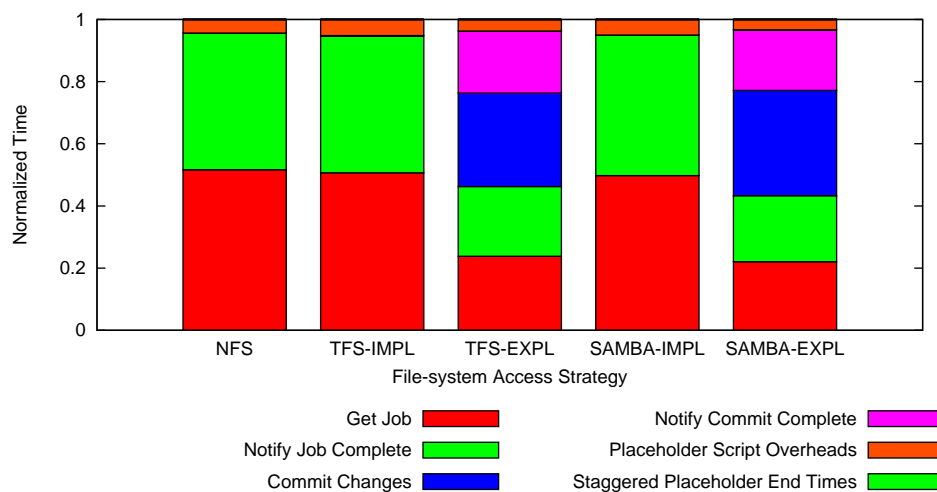 1
0.8
0.6
0.4
0.2
0
Normalized Time
NFS TFS-IMPL TFS-EXPL SAMBA-IMPL SAMBA-EXPL
File-system Access Strategy
Get Job
Notify Job Complete
Commit Changes
Notify Commit Complete
Placeholder Script Overheads
Staggered Placeholder End Times